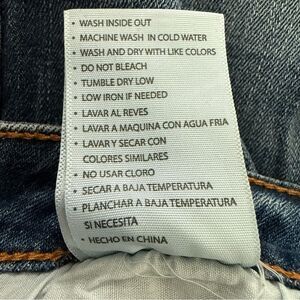 • WASH INSIDE OUT
• MACHINE WASH IN COLD WATER
• WASH AND DRY WITH LIKE COLORS
• DO NOT BLEACH
• TUMBLE DRY LOW
• LOW IRON IF NEEDED
• LAVAR AL REVES
• LAVAR A MAQUINA CON AGUA FRIA
• LAVAR Y SECAR CON
COLORES SIMILARES
• NO USAR CLORO
• SECAR A BAJA TEMPERATURA
• PLANCHAR A BAJA TEMPERATURA
SI NECESITA
• HECHO EN CHINA